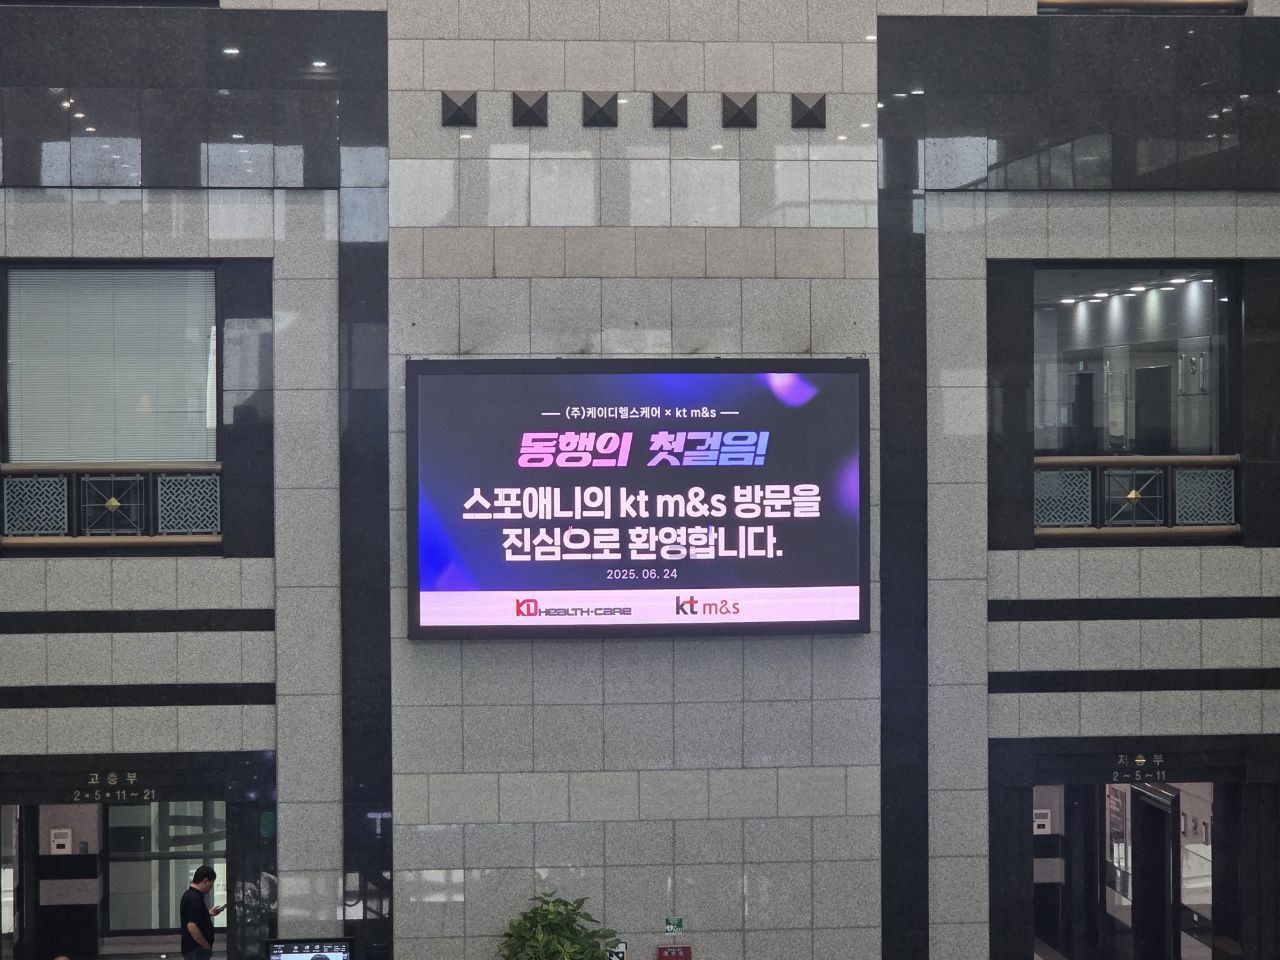 (주)케이디헬스케어 × kt m&s
동행의 첫걸음!
스포애니의 kt m&s 방문을
진심으로 환영합니다.
2025. 06. 24
KD HEALTH-CARE
kt m&s
고층부
2•5•11~21
저층부
2~5~11